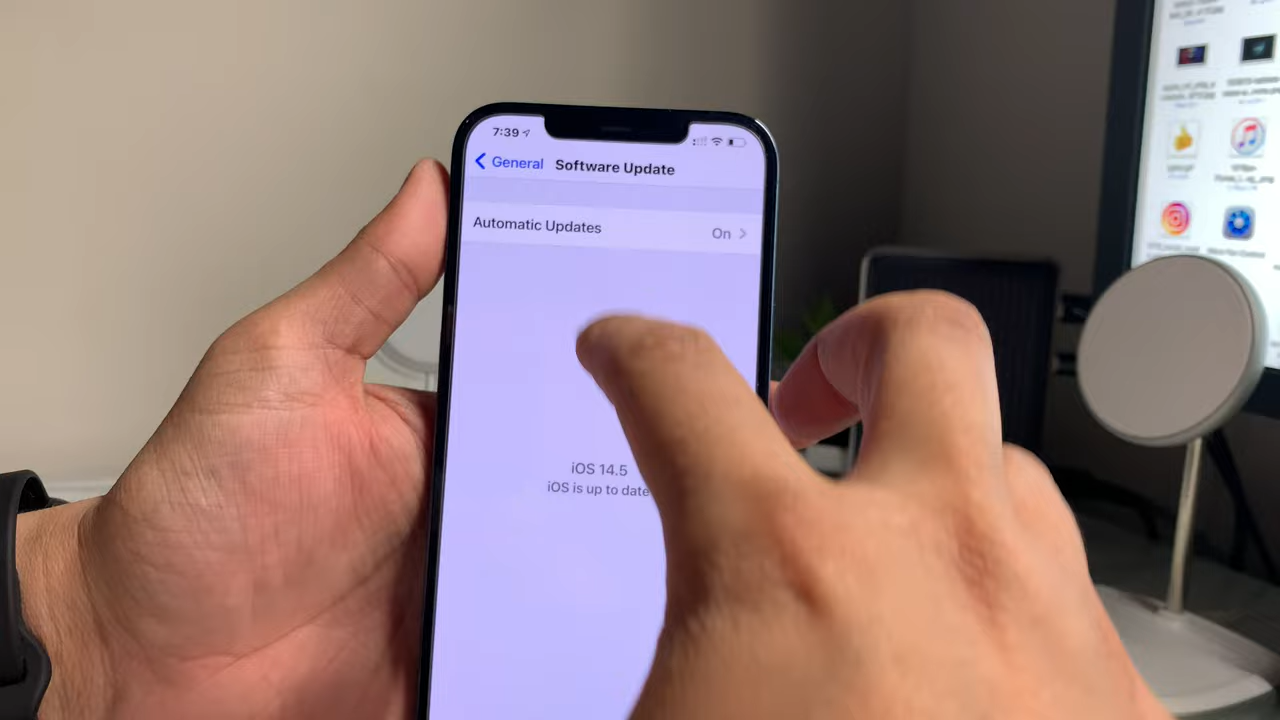 7:39
General Software Update
Automatic Updates On
iOS 14.5
iOS is up to date